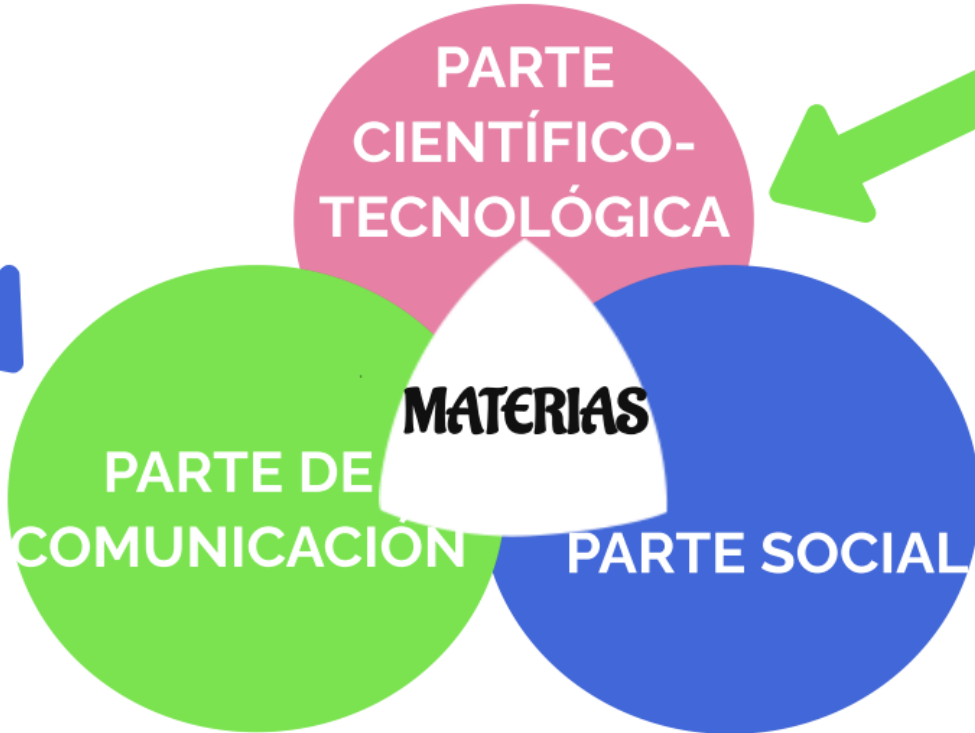 PARTE
CIENTÍFICO-
TECNOLÓGICA
MATERIAS
PARTE DE
COMUNICACIÓN
PARTE SOCIAL